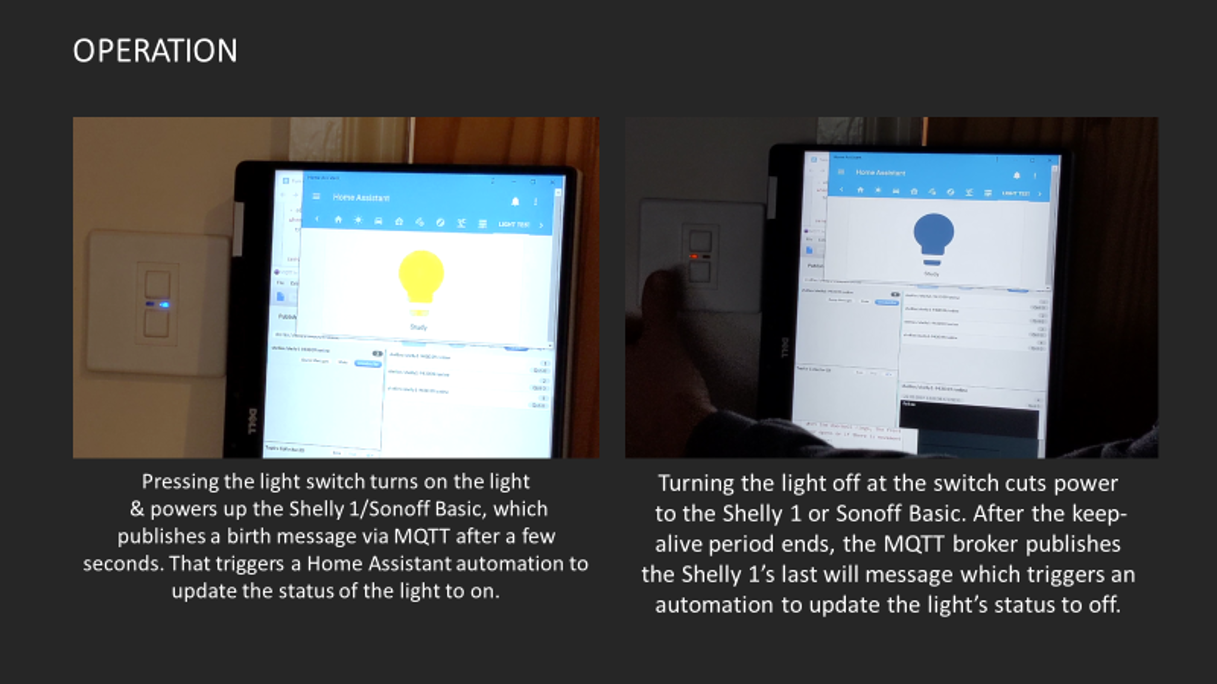 OPERATION
Home Assistant
LIGHT TEST
Study
DELL
Home Assistant
LIGHT TEST
Study
DELL
Pressing the light switch turns on the light
& powers up the Shelly 1/Sonoff Basic, which
publishes a birth message via MQTT after a few
seconds. That triggers a Home Assistant automation to
update the status of the light to on.
Turning the light off at the switch cuts power
to the Shelly 1 or Sonoff Basic. After the keep-
alive period ends, the MQTT broker publishes
the Shelly 1’s last will message which triggers an
automation to update the light’s status to off.